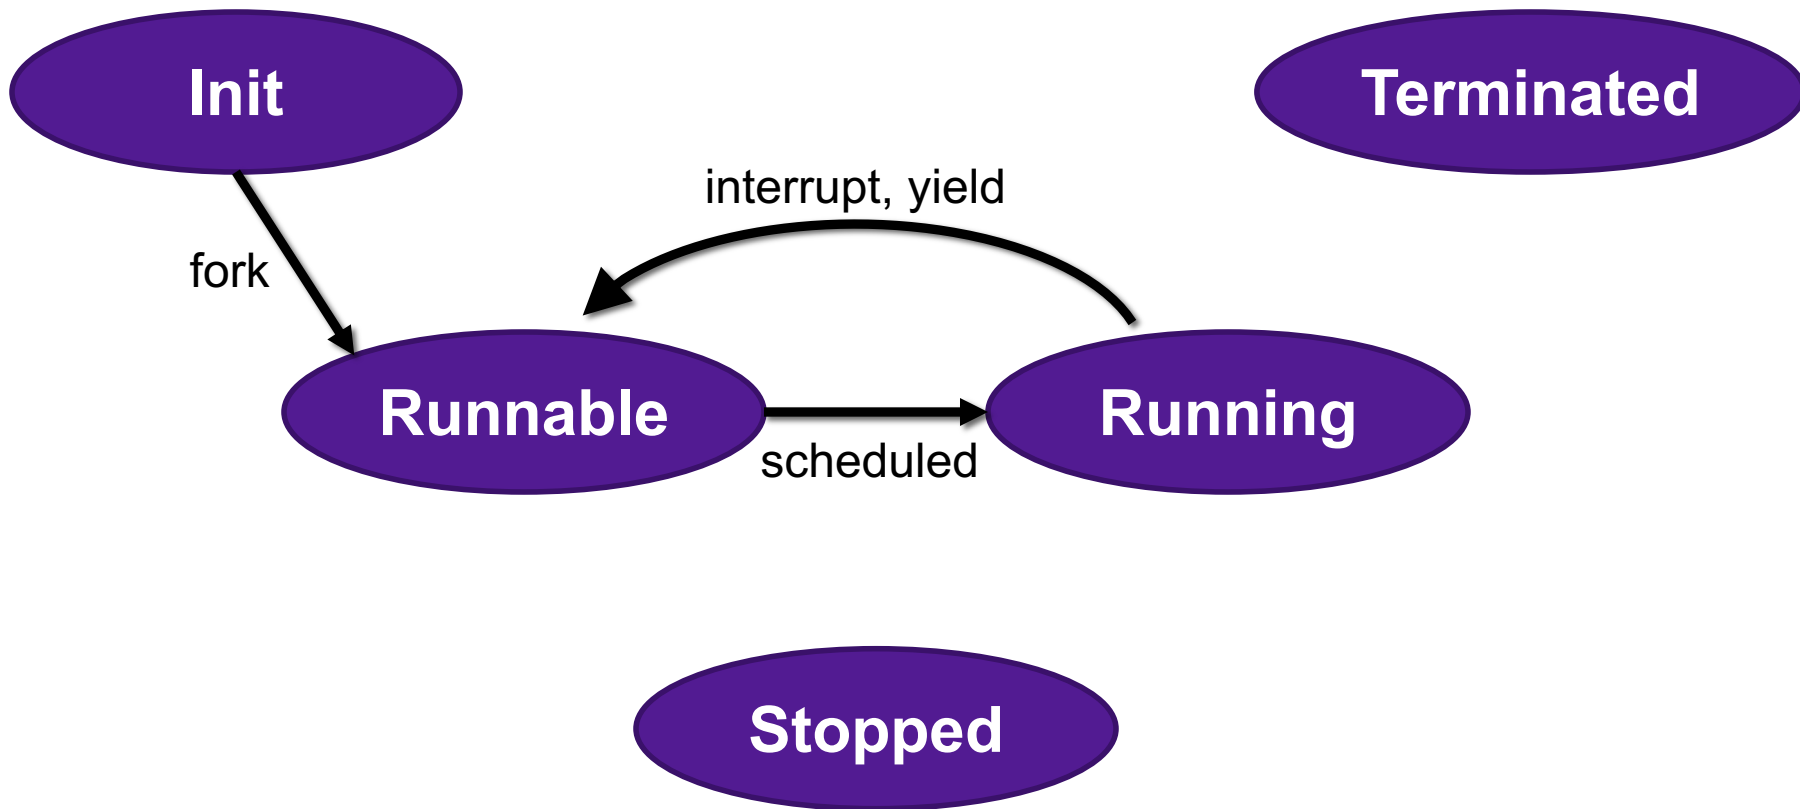 Init
Terminated
interrupt, yield
fork
Runnable
Running
scheduled
Stopped